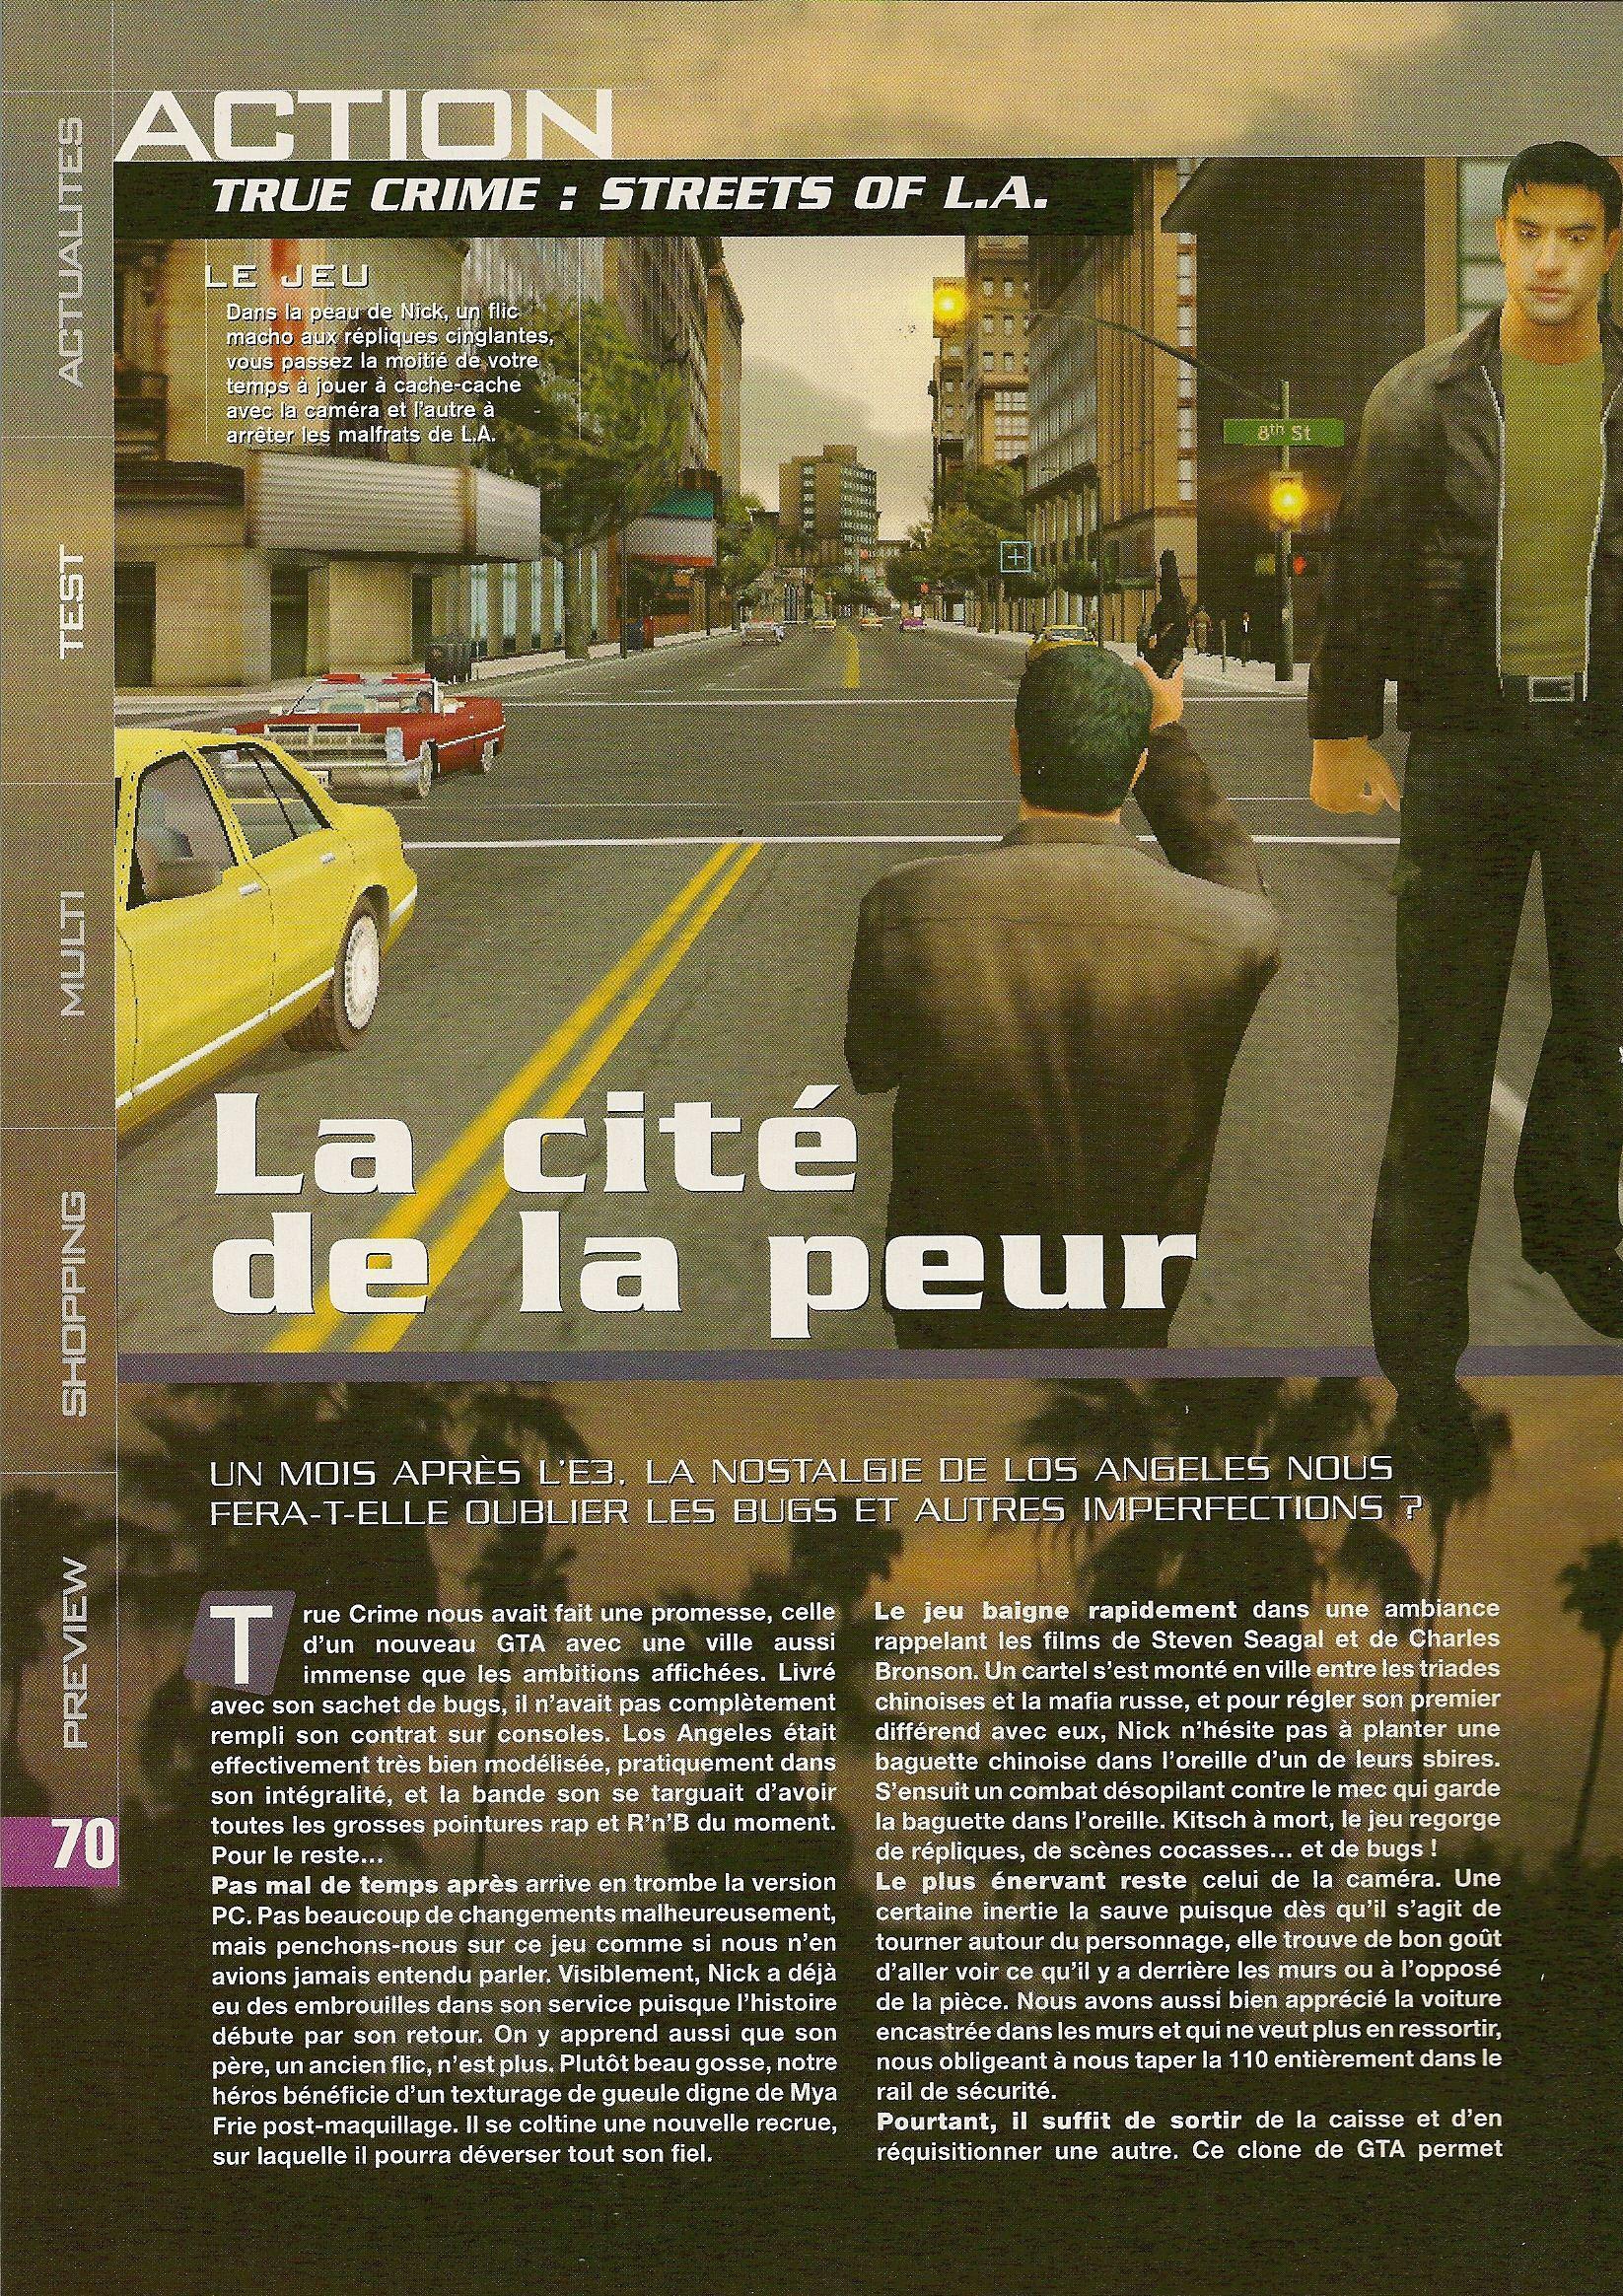 ACTION
TRUE CRIME : STREETS OF L.A.
LE JEU
Dans la peau de Nick, un flic
macho aux répliques cinglantes,
vous passez la moitié de votre
temps à jouer à cache-cache
avec la caméra et l'autre à
arrêter les malfrats de L.A.
8th St
ACTUALITES
TEST
MULTI
SHOPPING
PREVIEW
70
La cité
de la peur
UN MOIS APRÈS L'E3, LA NOSTALGIE DE LOS ANGELES NOUS
FERA-T-ELLE OUBLIER LES BUGS ET AUTRES IMPERFECTIONS ?
True Crime nous avait fait une promesse, celle
d'un nouveau GTA avec une ville aussi
immense que les ambitions affichées. Livré
avec son sachet de bugs, il n'avait pas complètement
rempli son contrat sur consoles. Los Angeles était
effectivement très bien modélisée, pratiquement dans
son intégralité, et la bande son se targuait d'avoir
toutes les grosses pointures rap et R'n'B du moment.
Pour le reste...
Pas mal de temps après arrive en trombe la version
PC. Pas beaucoup de changements malheureusement,
mais penchons-nous sur ce jeu comme si nous n'en
avions jamais entendu parler. Visiblement, Nick a déjà
eu des embrouilles dans son service puisque l'histoire
débute par son retour. On y apprend aussi que son
père, un ancien flic, n'est plus. Plutôt beau gosse, notre
héros bénéficie d'un texturage de gueule digne de Mya
Frie post-maquillage. Il se coltine une nouvelle recrue,
sur laquelle il pourra déverser tout son fiel.
Le jeu baigne rapidement dans une ambiance
rappelant les films de Steven Seagal et de Charles
Bronson. Un cartel s'est monté en ville entre les triades
chinoises et la mafia russe, et pour régler son premier
différend avec eux, Nick n'hésite pas à planter une
baguette chinoise dans l'oreille d'un de leurs sbires.
S'ensuit un combat désopilant contre le mec qui garde
la baguette dans l'oreille. Kitsch à mort, le jeu regorge
de répliques, de scènes cocasses... et de bugs !
Le plus énervant reste celui de la caméra. Une
certaine inertie la sauve puisque dès qu'il s'agit de
tourner autour du personnage, elle trouve de bon goût
d'aller voir ce qu'il y a derrière les murs ou à l'opposé
de la pièce. Nous avons aussi bien apprécié la voiture
encastrée dans les murs et qui ne veut plus en ressortir,
nous obligeant à nous taper la 110 entièrement dans le
rail de sécurité.
Pourtant, il suffit de sortir de la caisse et d'en
réquisitionner une autre. Ce clone de GTA permet